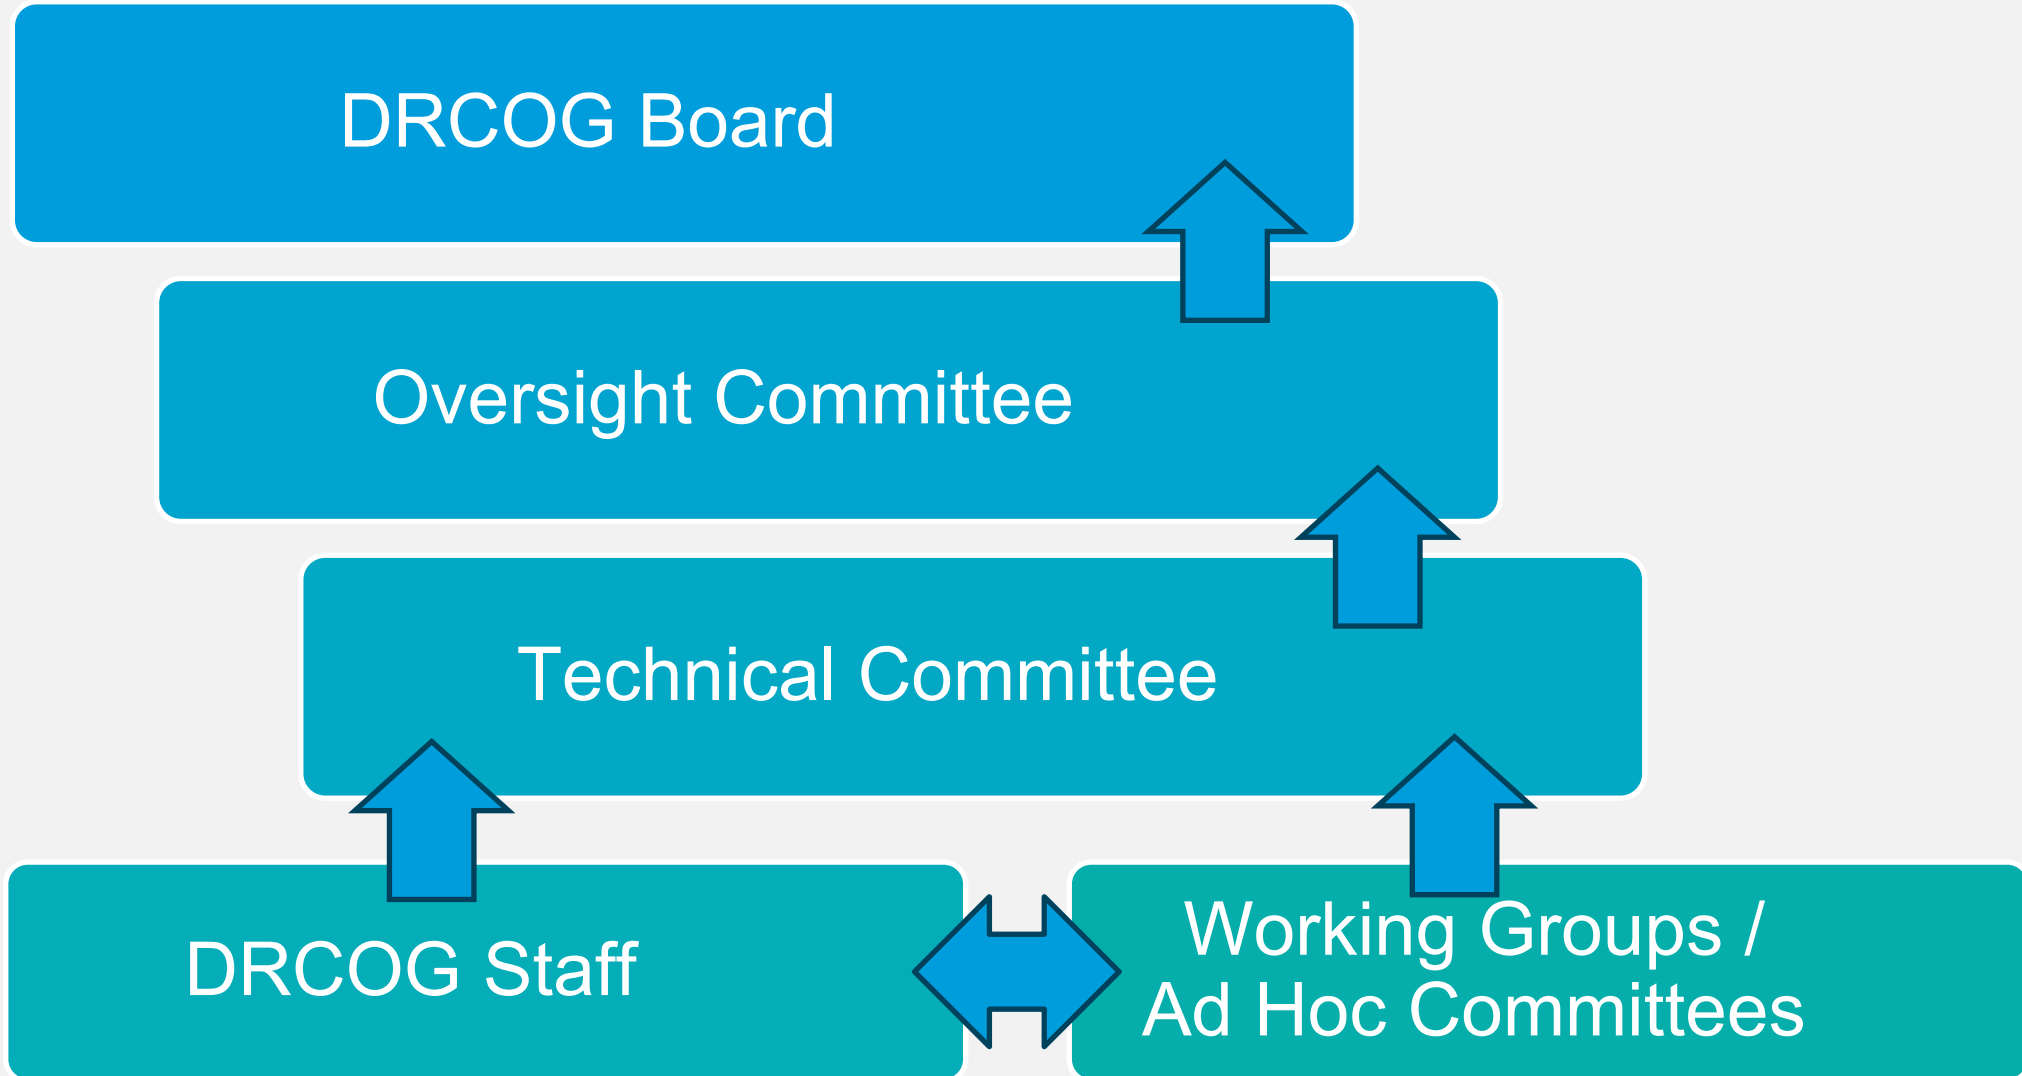 DRCOG Board
Oversight Committee
Technical Committee
DRCOG Staff
Working Groups /
Ad Hoc Committees